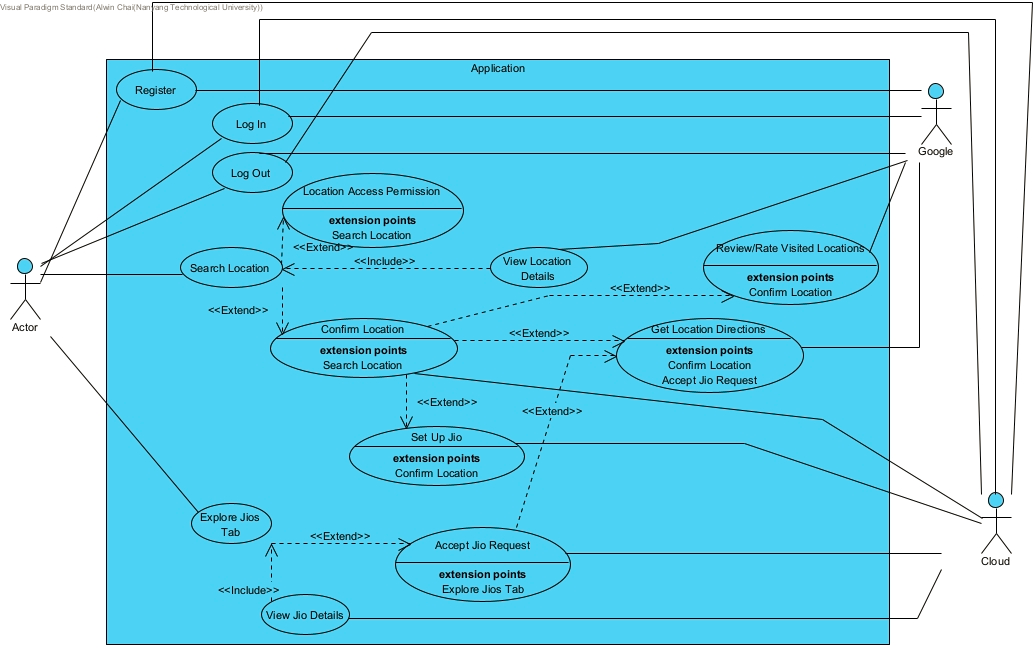 Visual Paradigm Standard(Alwin Chai(Nanyang Technological University))
Application
Register
Log In
Google
Log Out
Location Access Permission
extension points
Search Location
<<Extend>>
Search Location
<<Include>>
View Location
Details
Review/Rate Visited Locations
extension points
Confirm Location
<<Extend>>
Actor
<<Extend>>
Confirm Location
extension points
Search Location
<<Extend>>
Get Location Directions
extension points
Confirm Location
Accept Jio Request
<<Extend>>
<<Extend>>
Set Up Jio
extension points
Confirm Location
Explore Jios
Tab
<<Extend>>
Accept Jio Request
extension points
Explore Jios Tab
Cloud
<<Include>>
View Jio Details